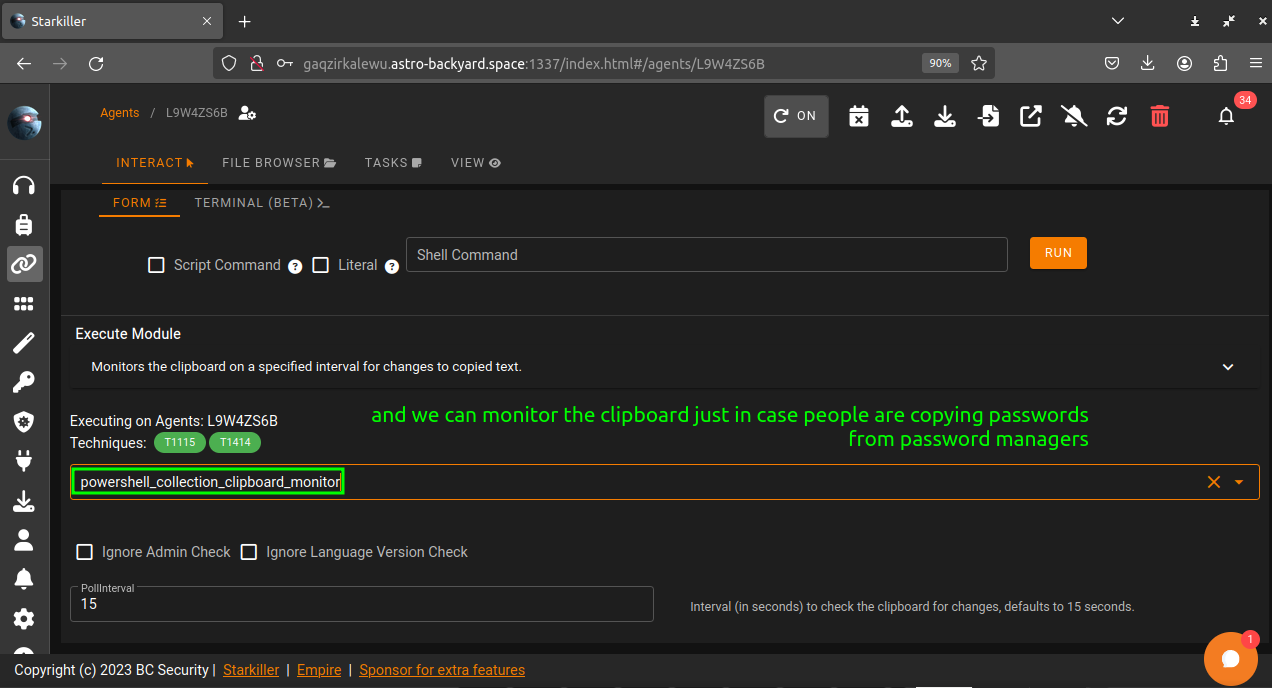 Starkiller
gaqzirkalewu.astro-backyard.space:1337/index.html#/agents/L9W4ZS6B
90%
Agents / L9W4ZS6B
ON
34
INTERACT FILE BROWSER TASKS VIEW
FORM TERMINAL (BETA)
Script Command ? Literal ? Shell Command RUN
Execute Module
Monitors the clipboard on a specified interval for changes to copied text.
Executing on Agents: L9W4ZS6B
Techniques: T1115 T1414
and we can monitor the clipboard just in case people are copying passwords
from password managers
powershell_collection_clipboard_monitor
Ignore Admin Check Ignore Language Version Check
PollInterval
15
Interval (in seconds) to check the clipboard for changes, defaults to 15 seconds.
1
Copyright (c) 2023 BC Security | Starkiller | Empire | Sponsor for extra features